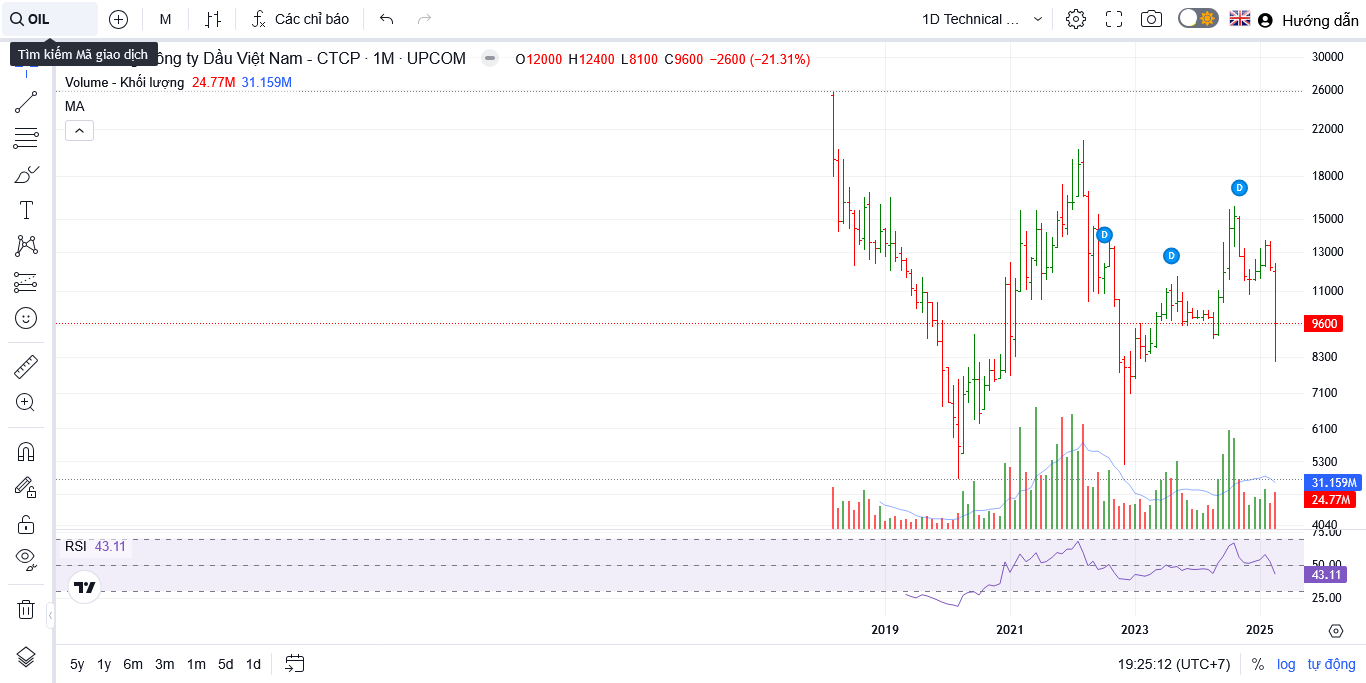 OIL M Các chỉ báo 1D Technical ... Hướng dẫn
Tìm kiếm Mã giao dịch
ông ty Dầu Việt Nam - CTCP · 1M · UPCOM O12000 H12400 L8100 C9600 −2600 (−21.31%)
Volume - Khối lượng 24.77M 31.159M
MA
30000
26000
22000
18000
15000
13000
11000
9600
8300
7100
6100
5300
31.159M
24.77M
4040
75.00
50.00
43.11
25.00
D
D
D
RSI 43.11
2019 2021 2023 2025
5y 1y 6m 3m 1m 5d 1d 19:25:12 (UTC+7) % log tự động